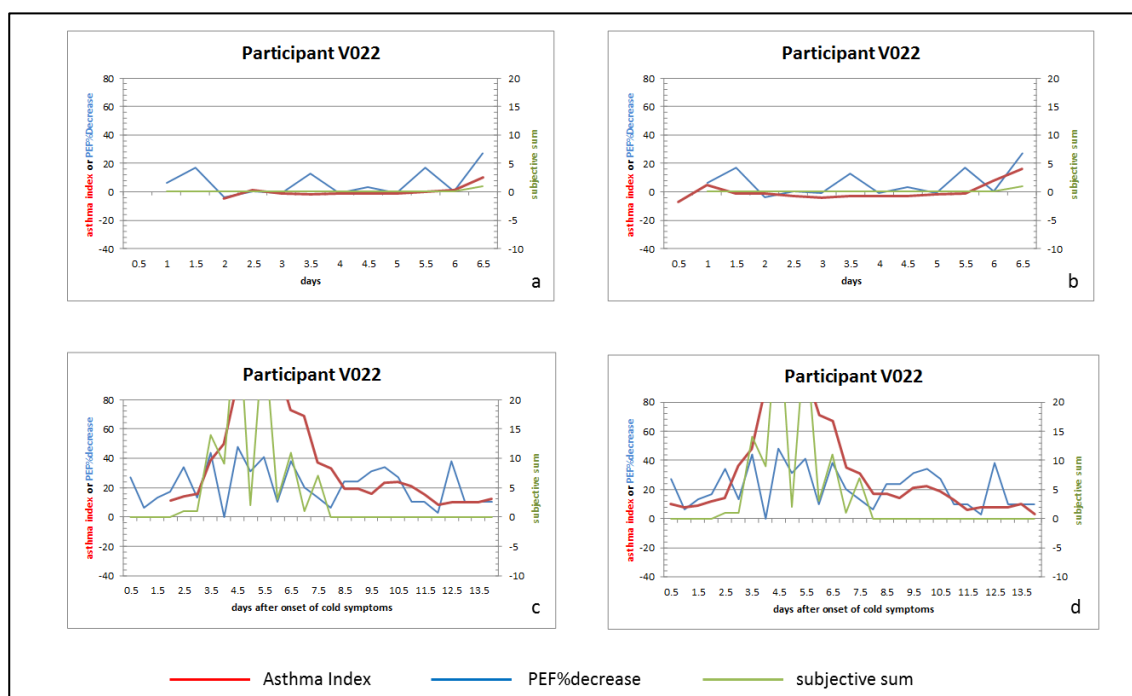 Participant V022
80
60
40
20
0
-20
-40
asthma index or PEF%Decrease
20
15
10
5
0
-5
-10
subjective sum
0.5 1 1.5 2 2.5 3 3.5 4 4.5 5 5.5 6 6.5
days
a
Participant V022
80
60
40
20
0
-20
-40
asthma index or PEF%Decrease
20
15
10
5
0
-5
-10
subjective sum
0.5 1 1.5 2 2.5 3 3.5 4 4.5 5 5.5 6 6.5
days
b
Participant V022
80
60
40
20
0
-20
-40
asthma index or PEF%decrease
20
15
10
5
0
-5
-10
subjective sum
0.5 1.5 2.5 3.5 4.5 5.5 6.5 7.5 8.5 9.5 10.5 11.5 12.5 13.5
days after onset of cold symptoms
c
Participant V022
80
60
40
20
0
-20
-40
asthma index or PEF%decrease
20
15
10
5
0
-5
-10
subjective sum
0.5 1.5 2.5 3.5 4.5 5.5 6.5 7.5 8.5 9.5 10.5 11.5 12.5 13.5
days after onset of cold symptoms
d
Asthma Index PEF%decrease subjective sum